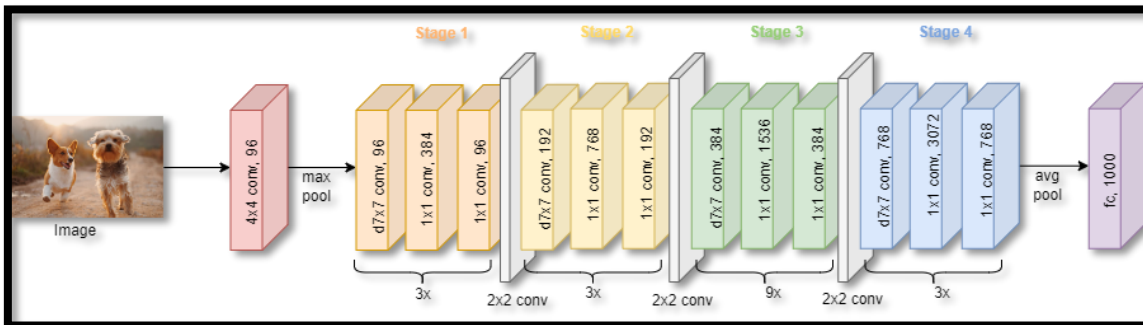 Stage 1
Stage 2
Stage 3
Stage 4
Image
4x4 conv, 96
max
pool
d7x7 conv, 96
1x1 conv, 384
1x1 conv, 96
3x
2x2 conv
d7x7 conv, 192
1x1 conv, 768
1x1 conv, 192
3x
2x2 conv
d7x7 conv, 384
1x1 conv, 1536
1x1 conv, 384
9x
2x2 conv
d7x7 conv, 768
1x1 conv, 3072
1x1 conv, 768
3x
avg
pool
fc, 1000